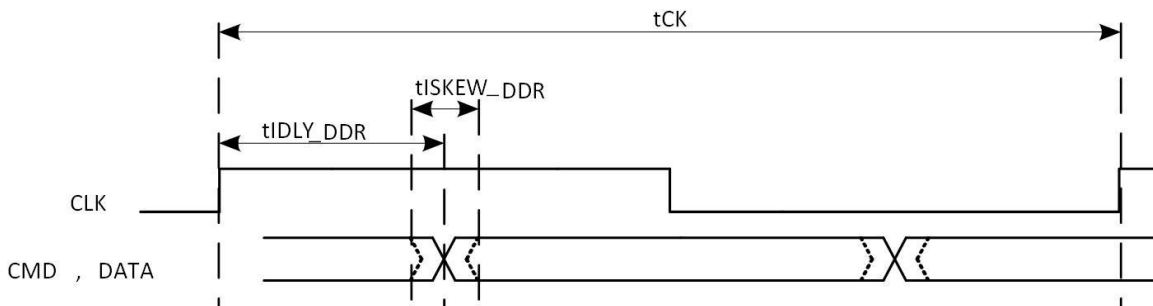 tCK
tISKEW_DDR
tIDLY_DDR
CLK
CMD , DATA